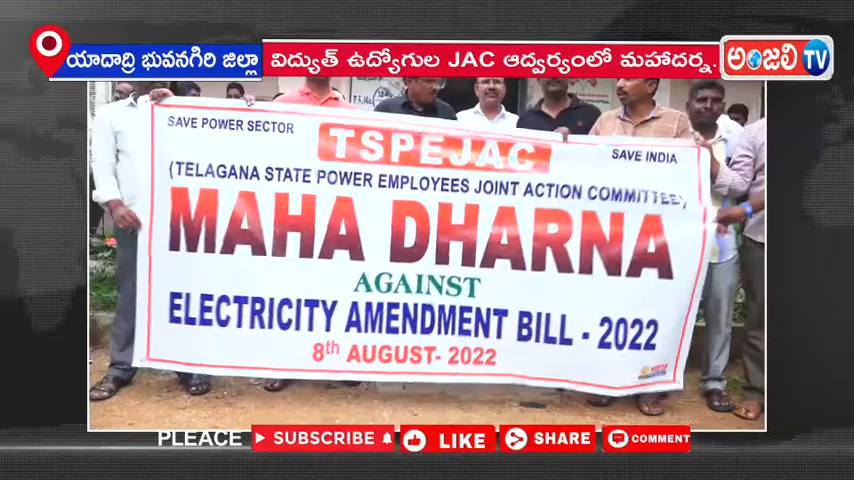 యాదాద్రి భువనగిరి జిల్లా
విద్యుత్ ఉద్యోగుల JAC ఆద్వర్యంలో మహాదర్న.
అంజలి TV
SAVE POWER SECTOR
TSPEJAC
SAVE INDIA
(TELAGANA STATE POWER EMPLOYEES JOINT ACTION COMMITTEE)
MAHA DHARNA
AGAINST
ELECTRICITY AMENDMENT BILL - 2022
8th AUGUST- 2022
PLEACE
SUBSCRIBE
LIKE
SHARE
COMMENT